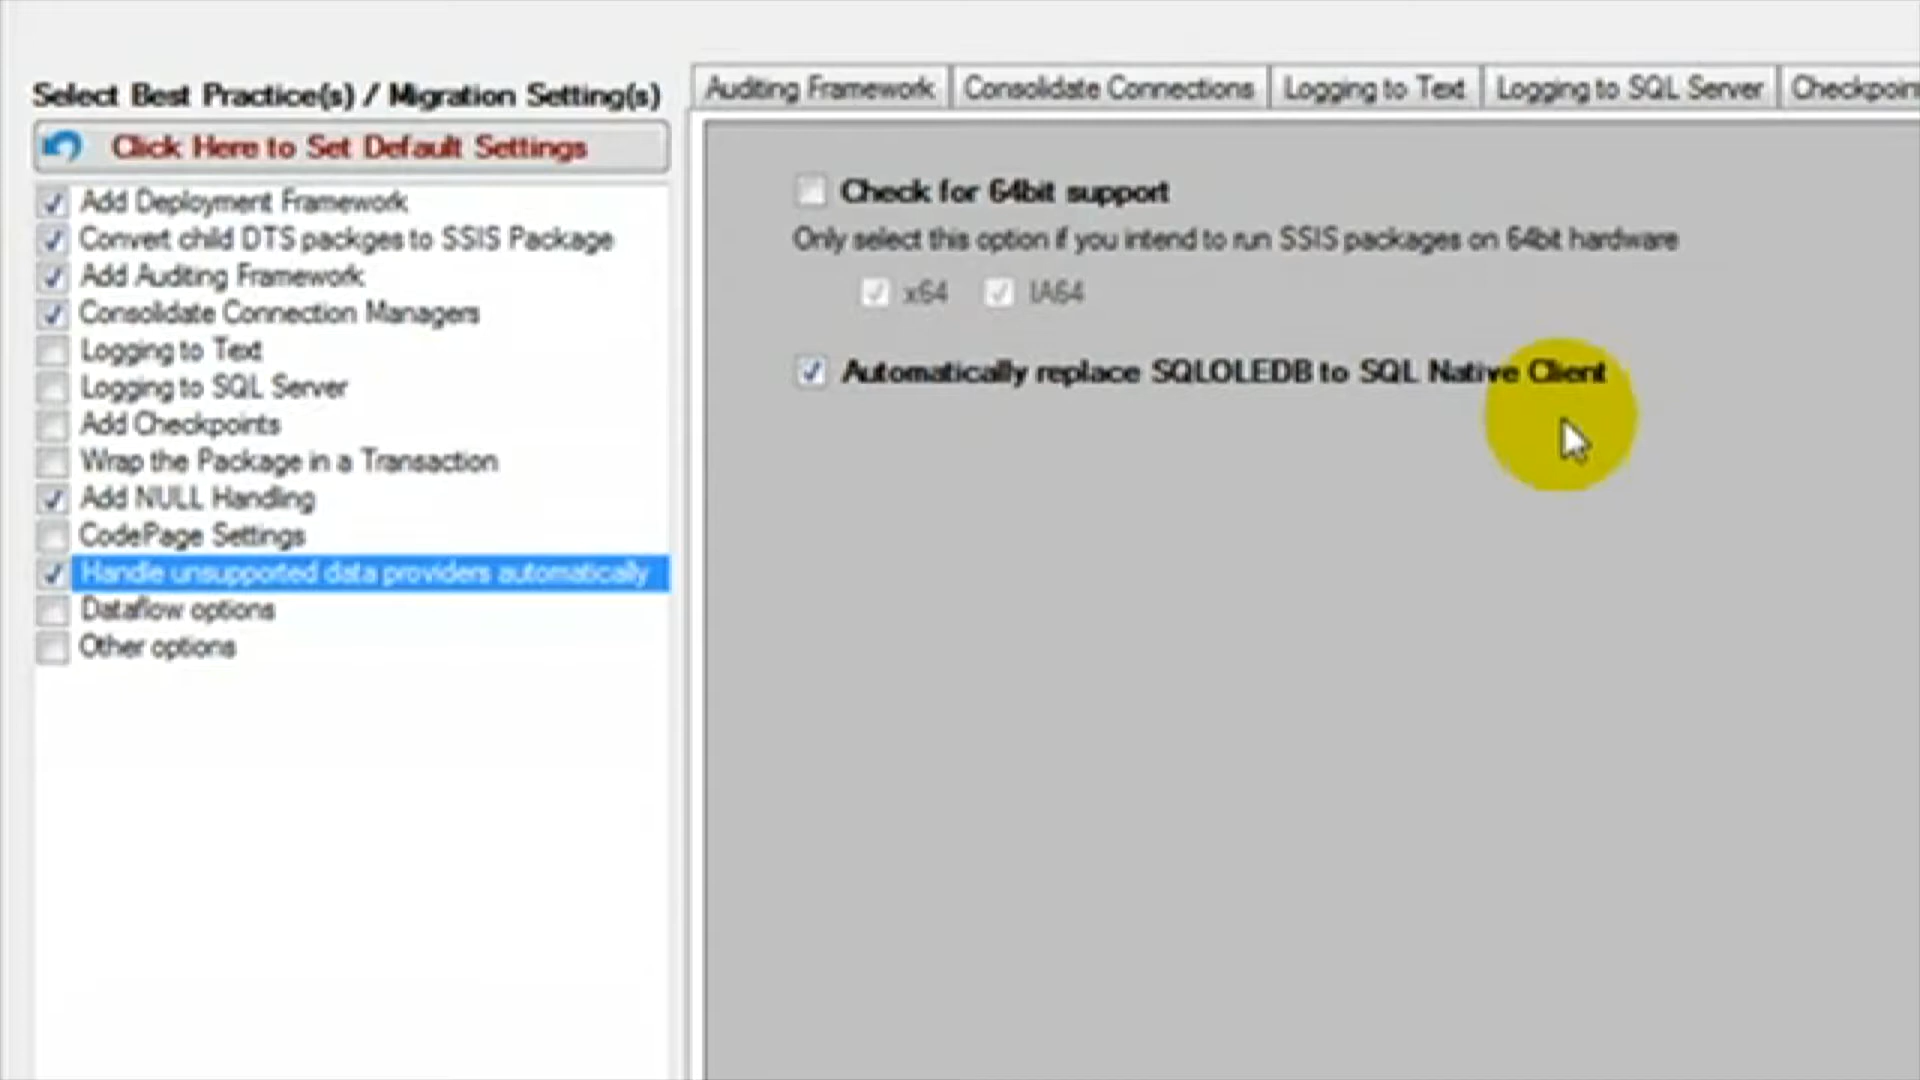 Select Best Practice(s) / Migration Setting(s)
Click Here to Set Default Settings
Add Deployment Framework
Convert child DTS packges to SSIS Package
Add Auditing Framework
Consolidate Connection Managers
Logging to Text
Logging to SQL Server
Add Checkpoints
Wrap the Package in a Transaction
Add NULL Handling
CodePage Settings
Handle unsupported data providers automatically
Dataflow options
Other options
Auditing Framework Consolidate Connections Logging to Text Logging to SQL Server Checkpoin
Check for 64bit support
Only select this option if you intend to run SSIS packages on 64bit hardware
x64 IA64
Automatically replace SQLOLEDB to SQL Native Client